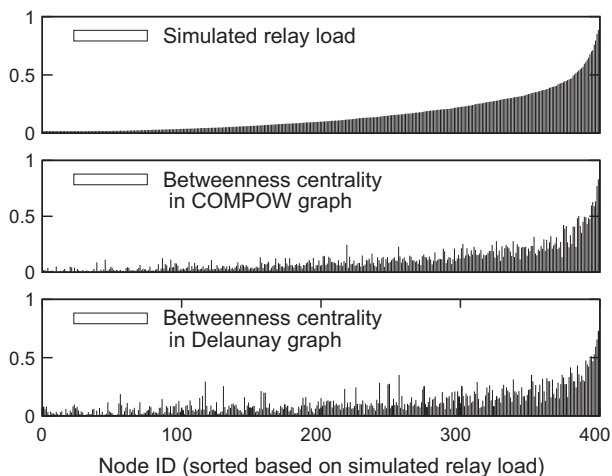 1
Simulated relay load
0.5
0
1
Betweenness centrality
in COMPOW graph
0.5
0
1
Betweenness centrality
in Delaunay graph
0.5
0
0 100 200 300 400
Node ID (sorted based on simulated relay load)